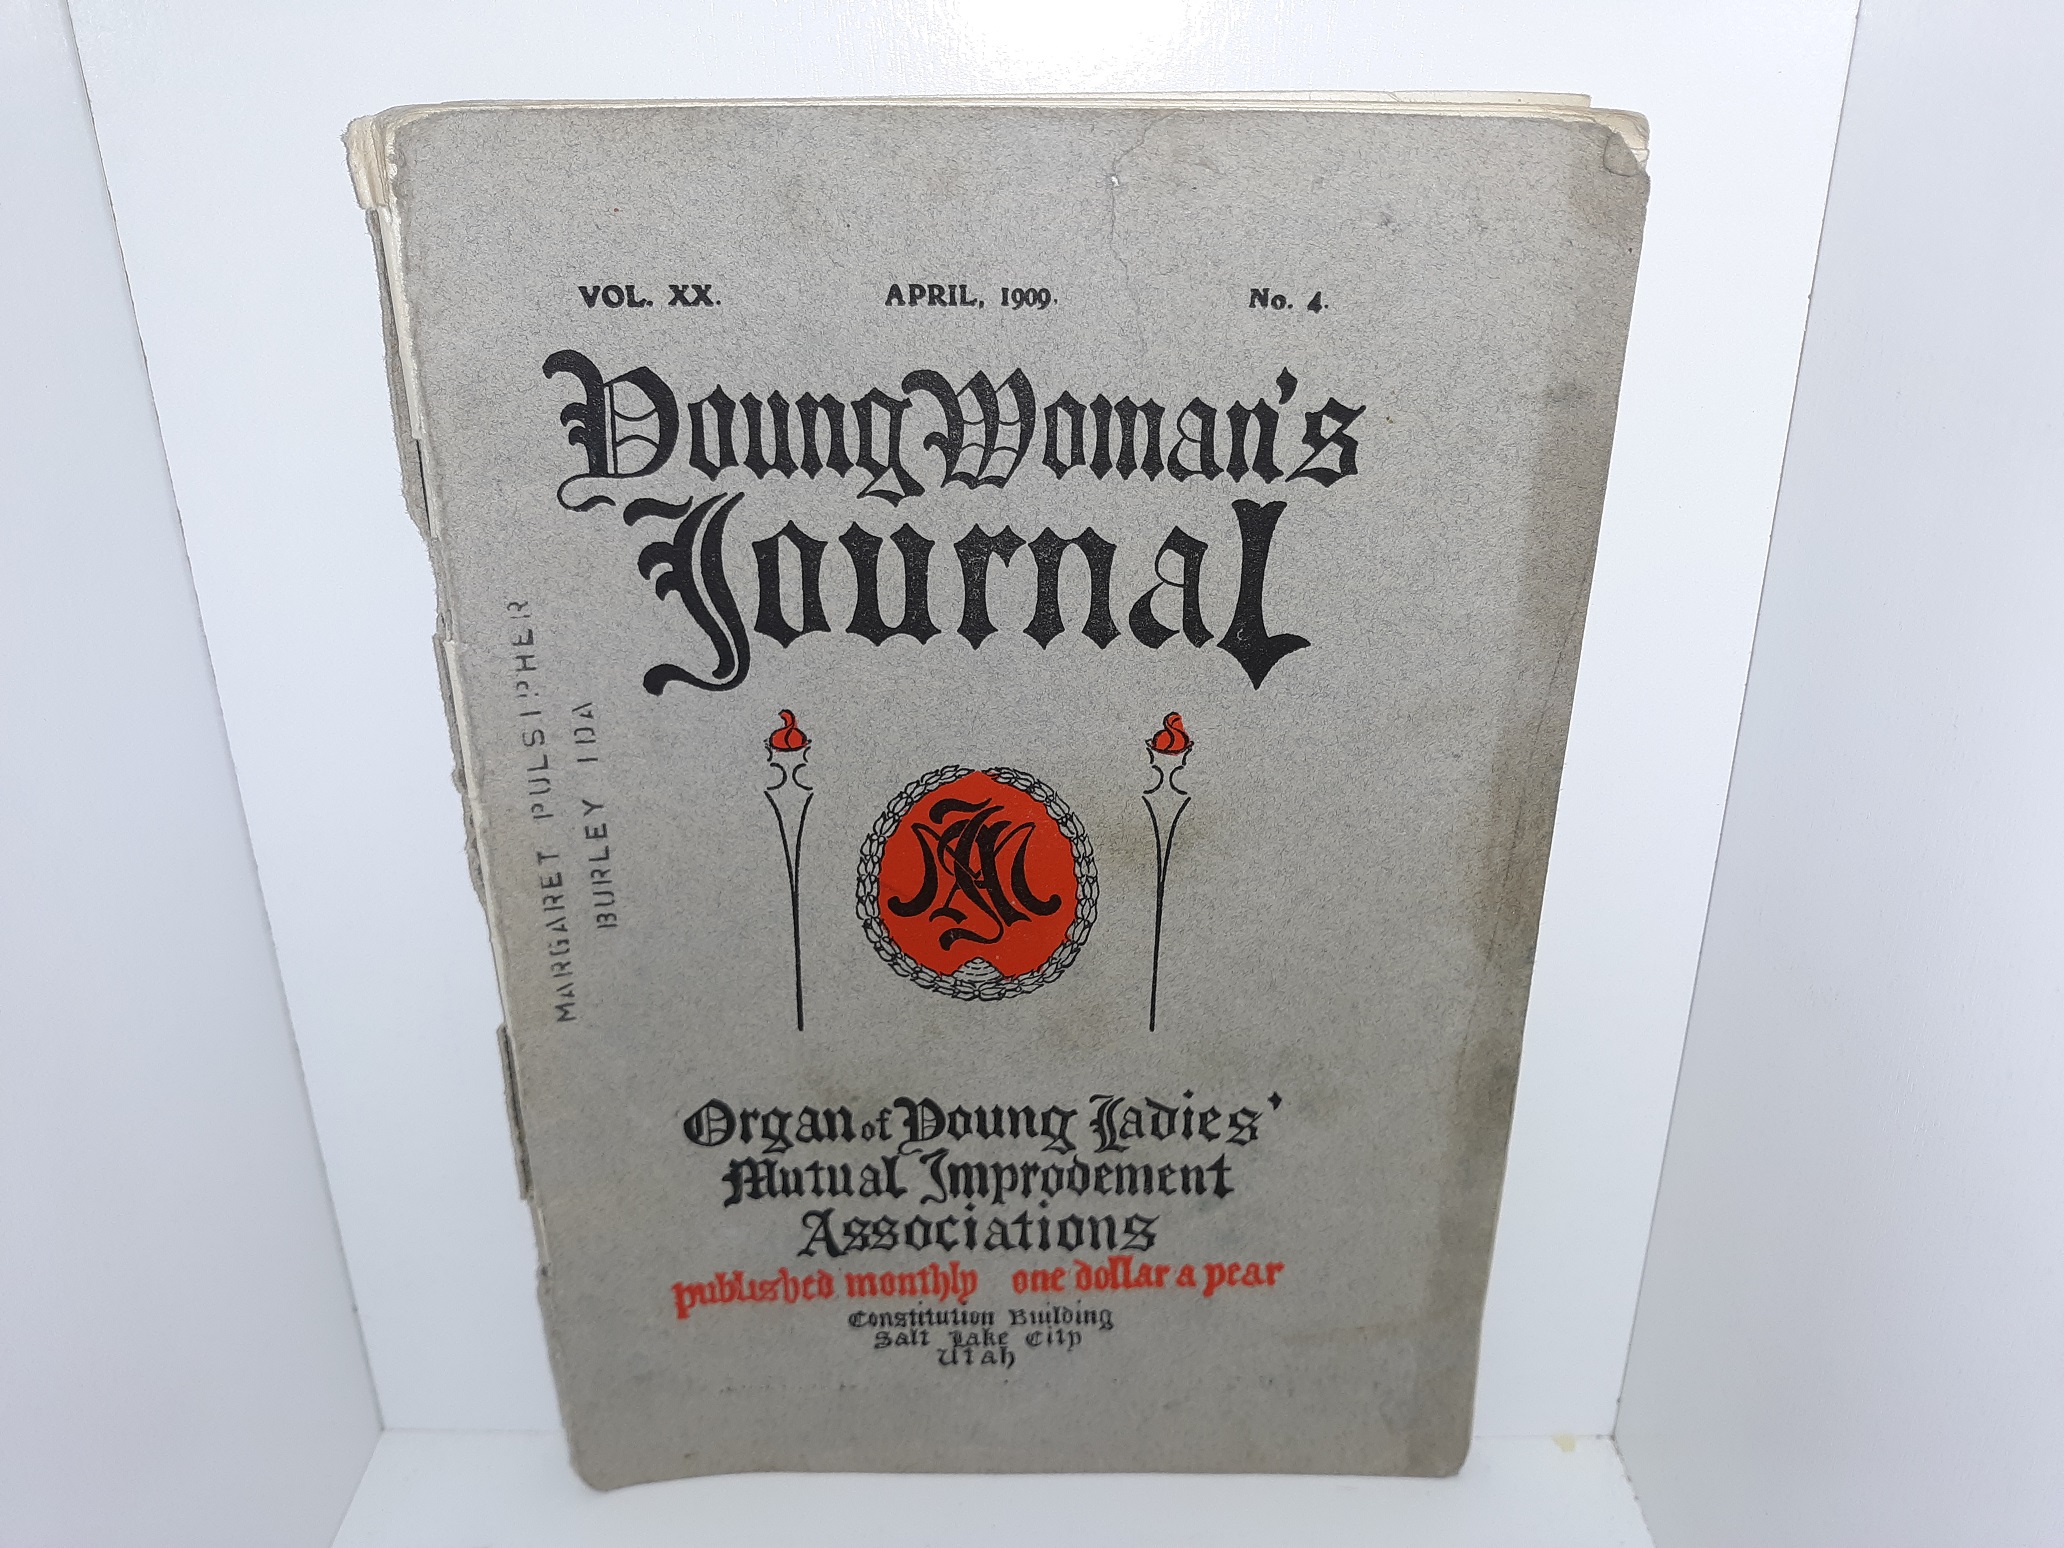 VOL. XX. APRIL, 1909. No. 4.
Young Woman's
Journal
MARGARET PULSIPHER
BURLEY IDA
Organ of Young Ladies'
Mutual Improvement
Associations
published monthly one dollar a year
Constitution Building
Salt Lake City
Utah